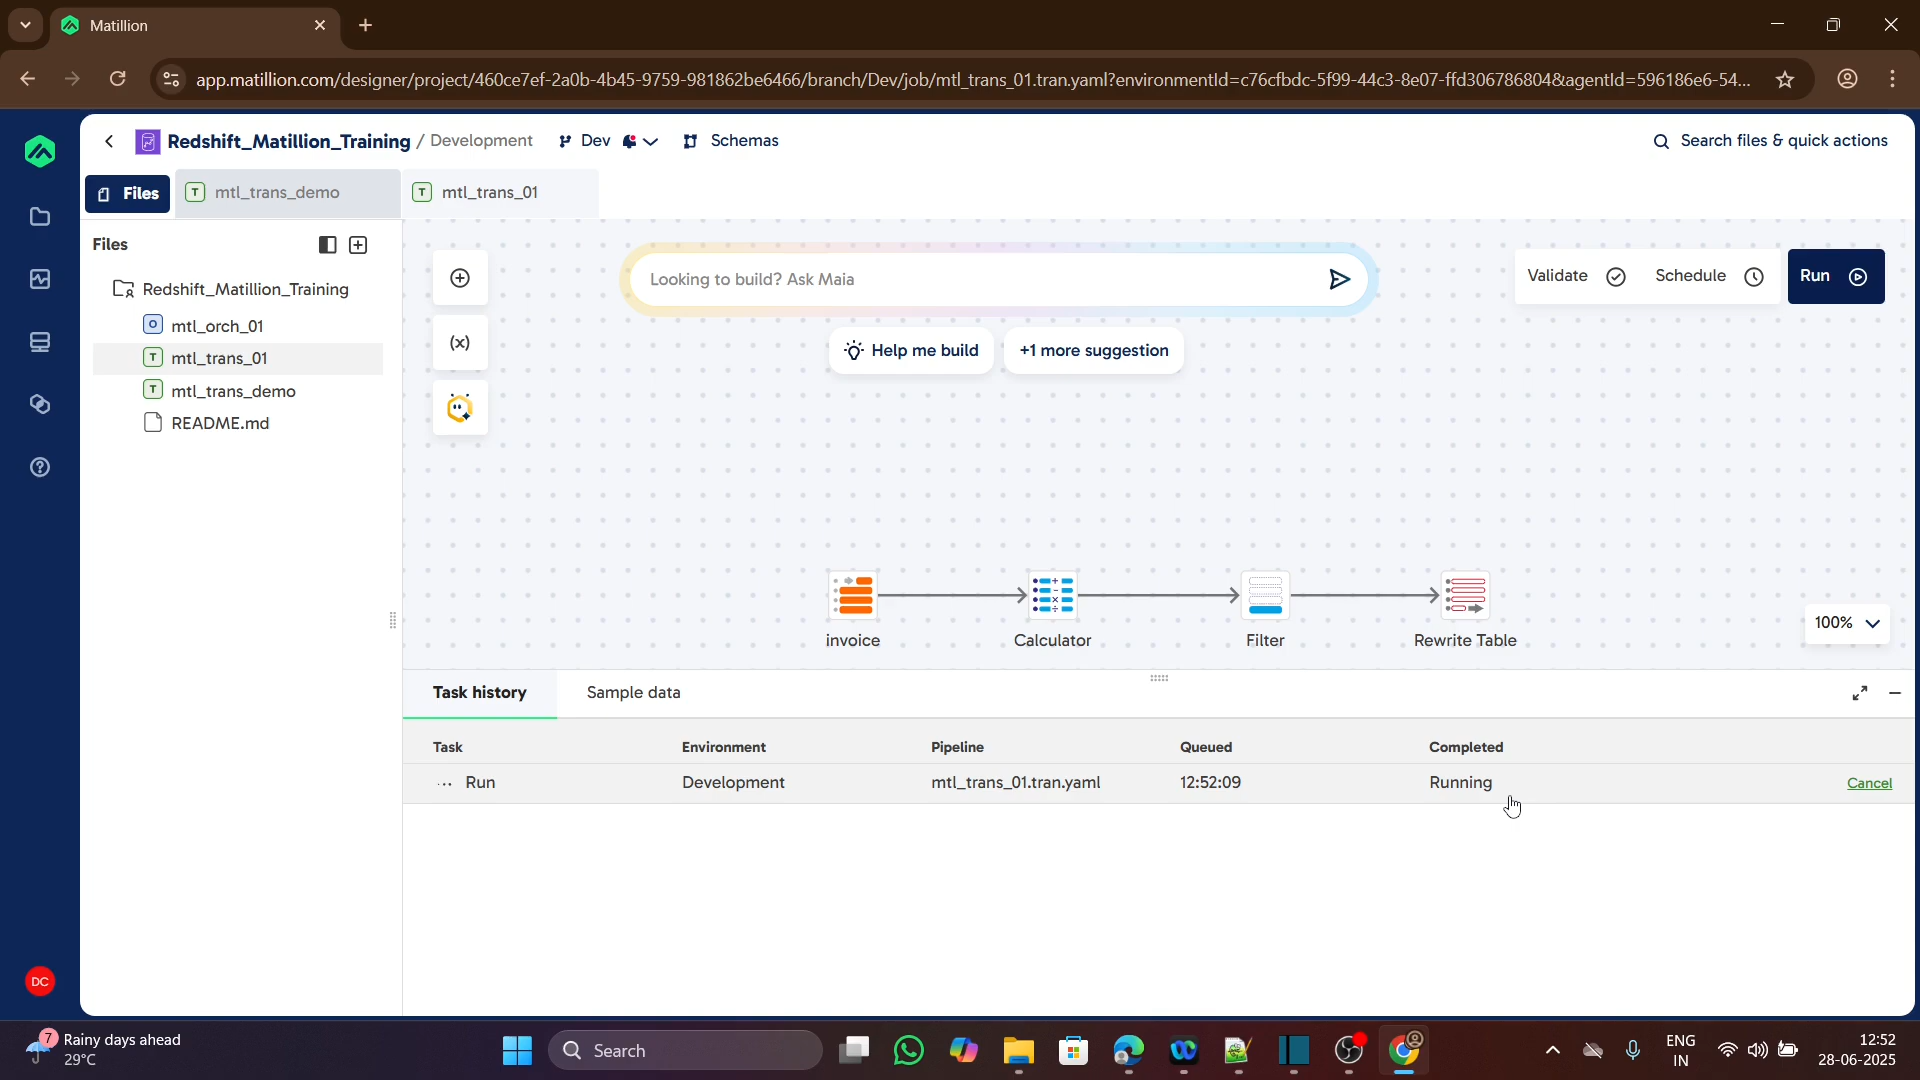 Matillion
app.matillion.com/designer/project/460ce7ef-2a0b-4b45-9759-981862be6466/branch/Dev/job/mtl_trans_01.tran.yaml?environmentId=c76cfbdc-5f99-44c3-8e07-ffd306786804&agentId=596186e6-54...
Redshift_Matillion_Training / Development Dev Schemas Search files & quick actions
Files T mtl_trans_demo T mtl_trans_01
Files
Redshift_Matillion_Training
O mtl_orch_01
T mtl_trans_01
T mtl_trans_demo
README.md
(x)
Looking to build? Ask Maia
Help me build +1 more suggestion
Validate Schedule Run
invoice Calculator Filter Rewrite Table
100%
Task history Sample data
Task Environment Pipeline Queued Completed
... Run Development mtl_trans_01.tran.yaml 12:52:09 Running Cancel
DC
7 Rainy days ahead
29°C
Search
ENG
IN
12:52
28-06-2025